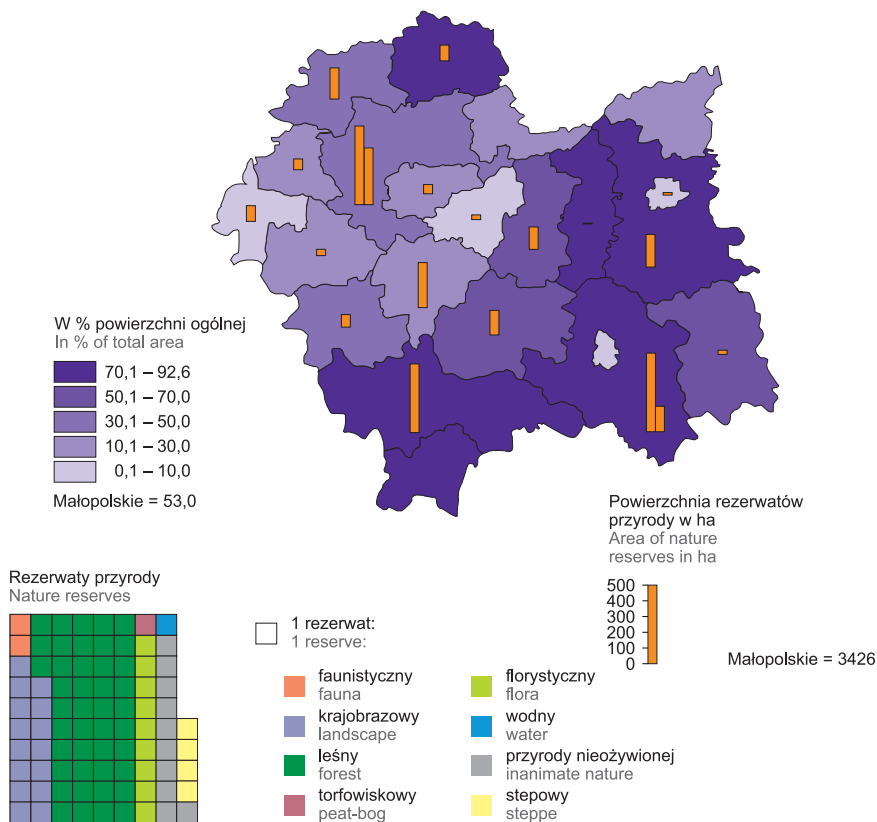 W % powierzchni ogólnej
In % of total area
70,1 – 92,6
50,1 – 70,0
30,1 – 50,0
10,1 – 30,0
0,1 – 10,0
Małopolskie = 53,0
Powierzchnia rezerwatów
przyrody w ha
Area of nature
reserves in ha
500
400
300
200
100
0
Małopolskie = 3426
Rezerwaty przyrody
Nature reserves
1 rezerwat:
1 reserve:
faunistyczny
fauna
krajobrazowy
landscape
leśny
forest
torfowiskowy
peat-bog
florystyczny
flora
wodny
water
przyrody nieożywionej
inanimate nature
stepowy
steppe